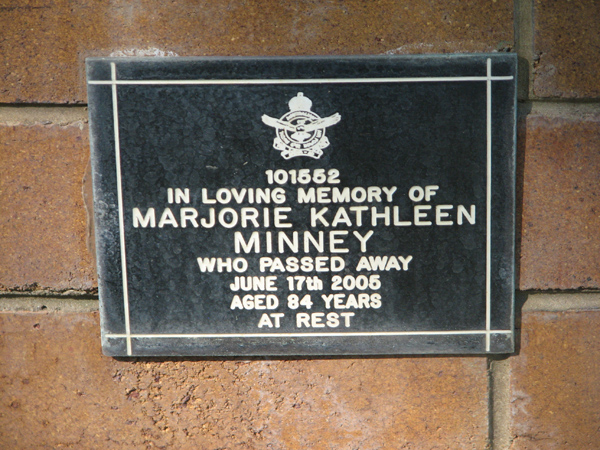 101552
IN LOVING MEMORY OF
MARJORIE KATHLEEN
MINNEY
WHO PASSED AWAY
JUNE 17th 2005
AGED 84 YEARS
AT REST